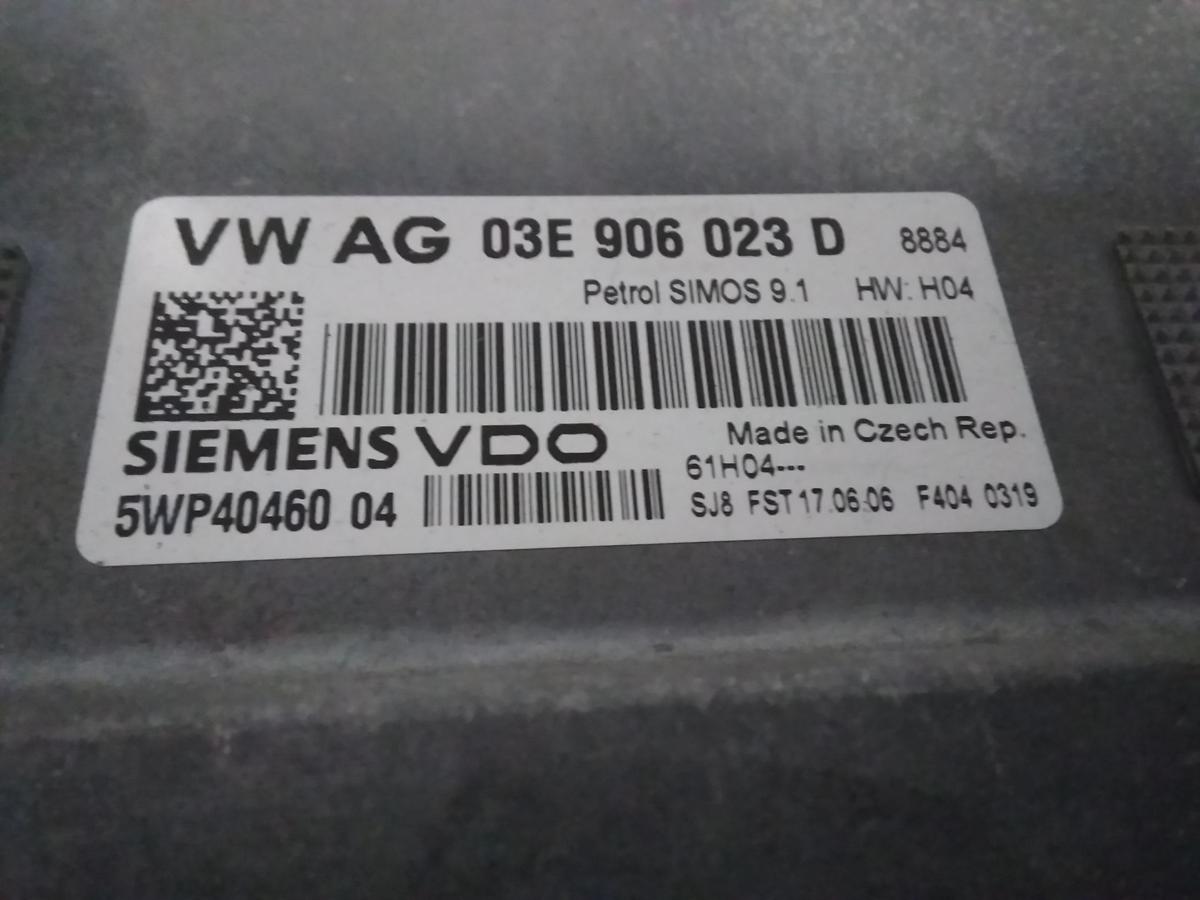 VW AG 03E 906 023 D 8884
Petrol SIMOS 9.1 HW: H04
SIEMENS VDO
Made in Czech Rep.
61H04---
5WP40460 04
SJ8 FST 17.06.06 F404 0319